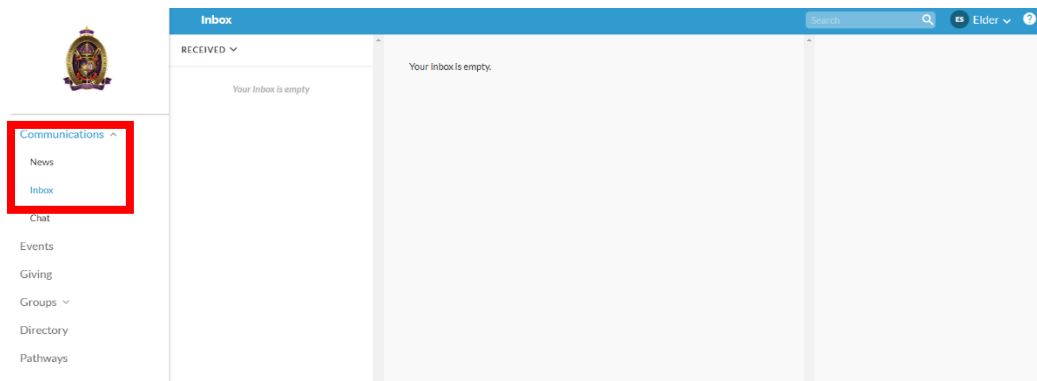 Inbox
Search
ES Elder
?
RECEIVED
Your Inbox is empty
Your inbox is empty.
Communications
News
Inbox
Chat
Events
Giving
Groups
Directory
Pathways